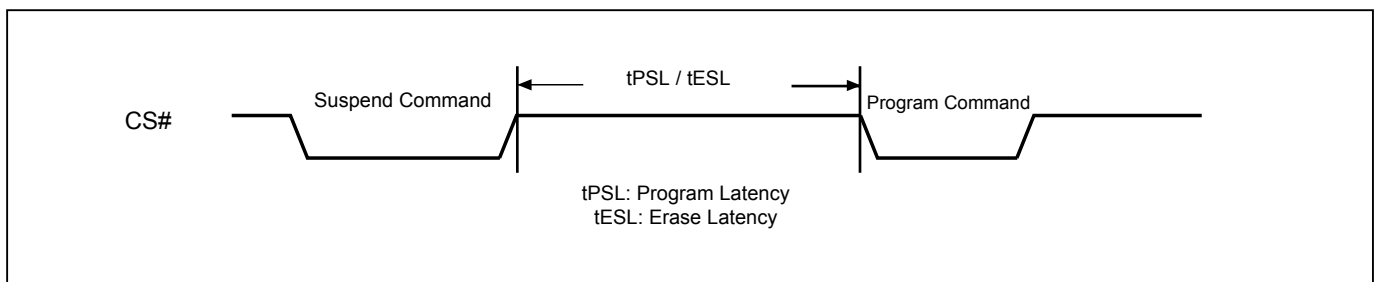 tPSL / tESL
Suspend Command
Program Command
CS#
tPSL: Program Latency
tESL: Erase Latency